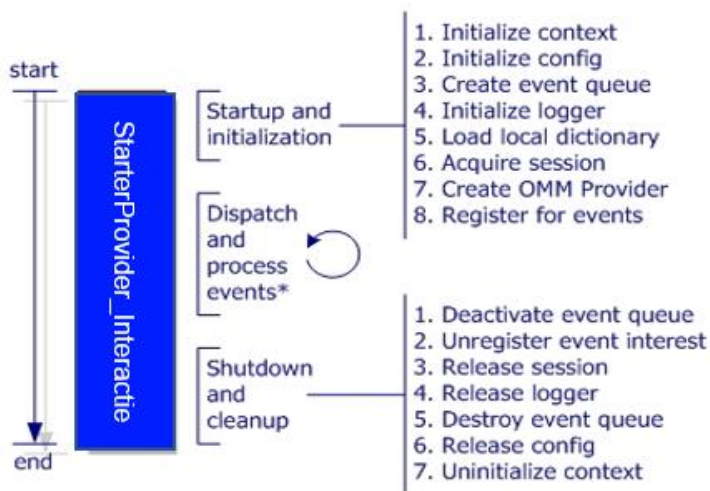 start
StarterProvider_Interactie
Startup and
initialization
1. Initialize context
2. Initialize config
3. Create event queue
4. Initialize logger
5. Load local dictionary
6. Acquire session
7. Create OMM Provider
8. Register for events
Dispatch
and
process
events*
Shutdown
and
cleanup
1. Deactivate event queue
2. Unregister event interest
3. Release session
4. Release logger
5. Destroy event queue
6. Release config
7. Uninitialize context
end